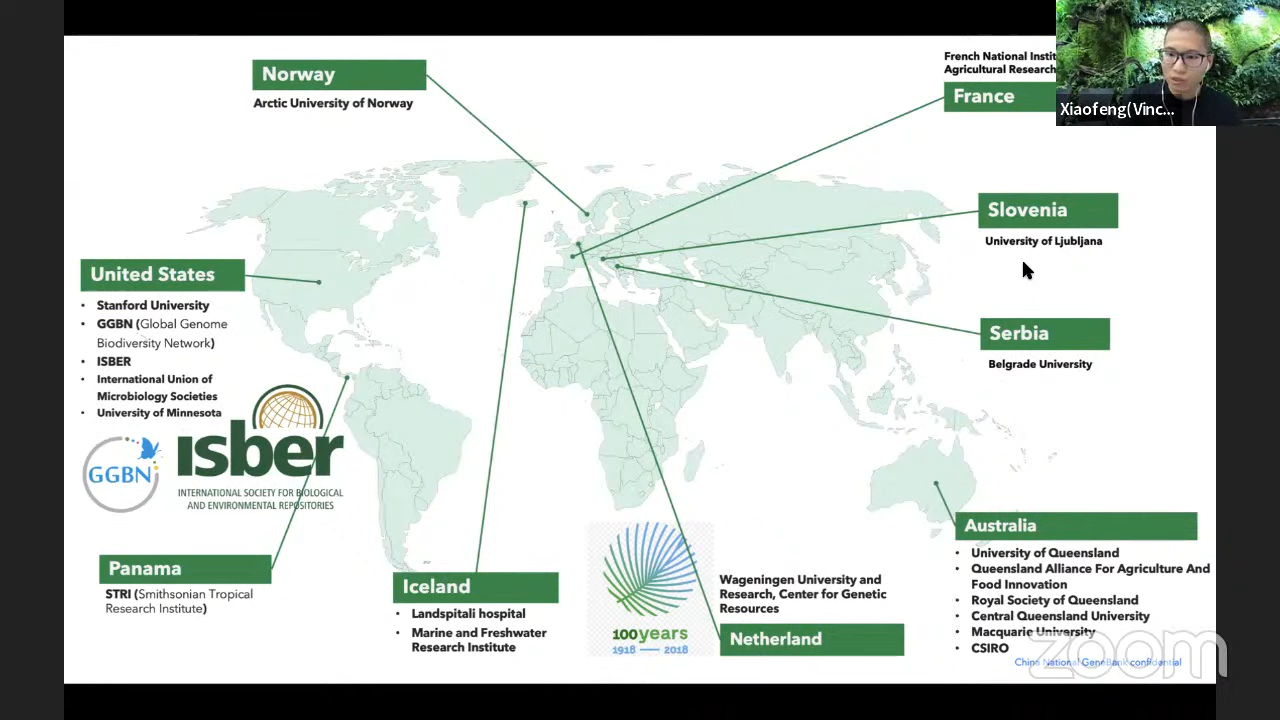 Norway
Arctic University of Norway
French National Instit
Agricultural Research
France
Xiaofeng(Vinc...
Slovenia
University of Ljubljana
United States
• Stanford University
• GGBN (Global Genome
Biodiversity Network)
• ISBER
• International Union of
Microbiology Societies
• University of Minnesota
Serbia
Belgrade University
GGBN
isber
INTERNATIONAL SOCIETY FOR BIOLOGICAL
AND ENVIRONMENTAL REPOSITORIES
Panama
STRI (Smithsonian Tropical
Research Institute)
Iceland
• Landspitali hospital
• Marine and Freshwater
Research Institute
100years
1918 — 2018
Wageningen University and
Research, Center for Genetic
Resources
Netherland
Australia
• University of Queensland
• Queensland Alliance For Agriculture And
Food Innovation
• Royal Society of Queensland
• Central Queensland University
• Macquarie University
• CSIRO
China National GeneBank confidential
zoom